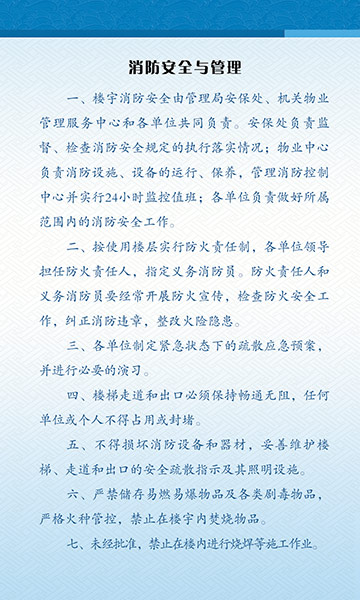 消防安全与管理
一、楼宇消防安全由管理局安保处、机关物业
管理服务中心和各单位共同负责。安保处负责监
督、检查消防安全规定的执行落实情况；物业中心
负责消防设施、设备的运行、保养，管理消防控制
中心并实行24小时监控值班；各单位负责做好所属
范围内的消防安全工作。
二、按使用楼层实行防火责任制，各单位领导
担任防火责任人，指定义务消防员。防火责任人和
义务消防员要经常开展防火宣传，检查防火安全工
作，纠正消防违章，整改火险隐患。
三、各单位制定紧急状态下的疏散应急预案，
并进行必要的演习。
四、楼梯走道和出口必须保持畅通无阻，任何
单位或个人不得占用或封堵。
五、不得损坏消防设备和器材，妥善维护楼
梯、走道和出口的安全疏散指示及其照明设施。
六、严禁储存易燃易爆物品及各类剧毒物品，
严格火种管控，禁止在楼宇内焚烧物品。
七、未经批准，禁止在楼内进行烧焊等施工作业。